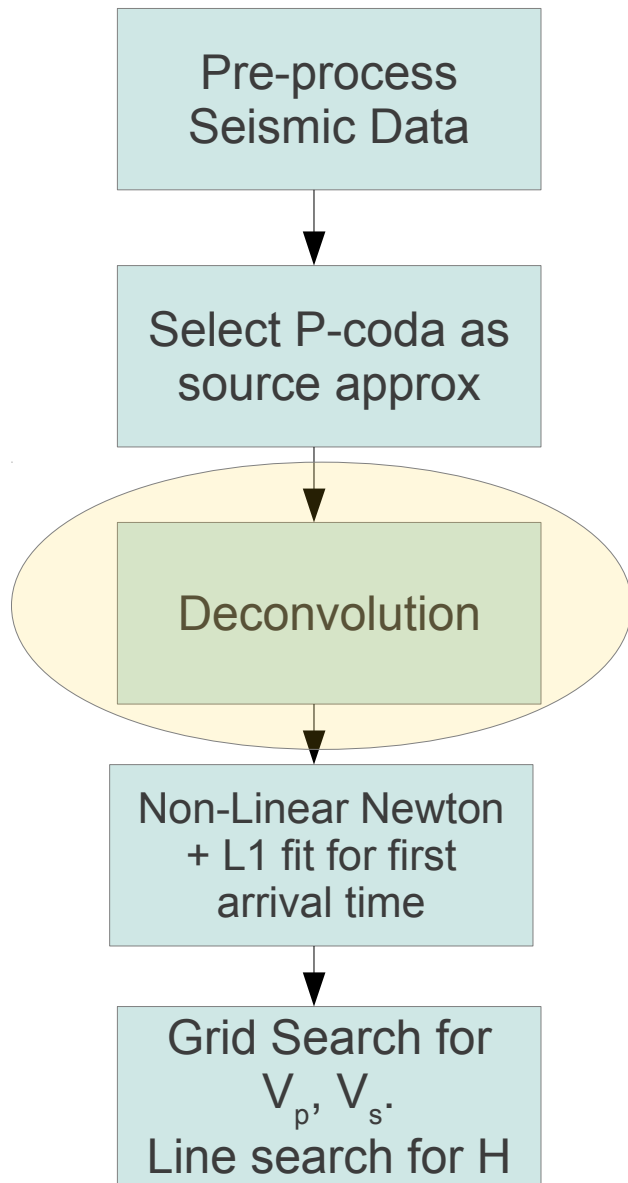 Pre-process
Seismic Data
Select P-coda as
source approx
Deconvolution
Non-Linear Newton
+ L1 fit for first
arrival time
Grid Search for
Vp, Vs.
Line search for H